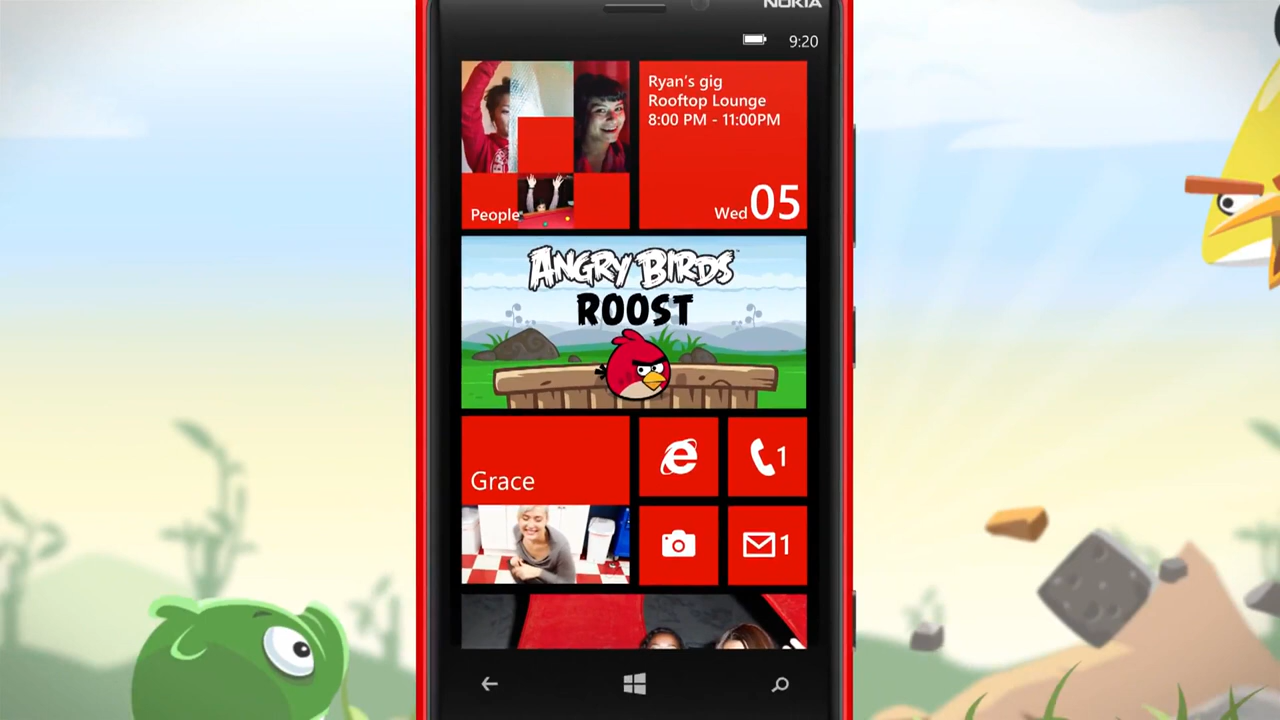 NOKIA
9:20
Ryan's gig
Rooftop Lounge
8:00 PM - 11:00PM
Wed 05
People
ANGRY BIRDS™
ROOST
1
Grace
1